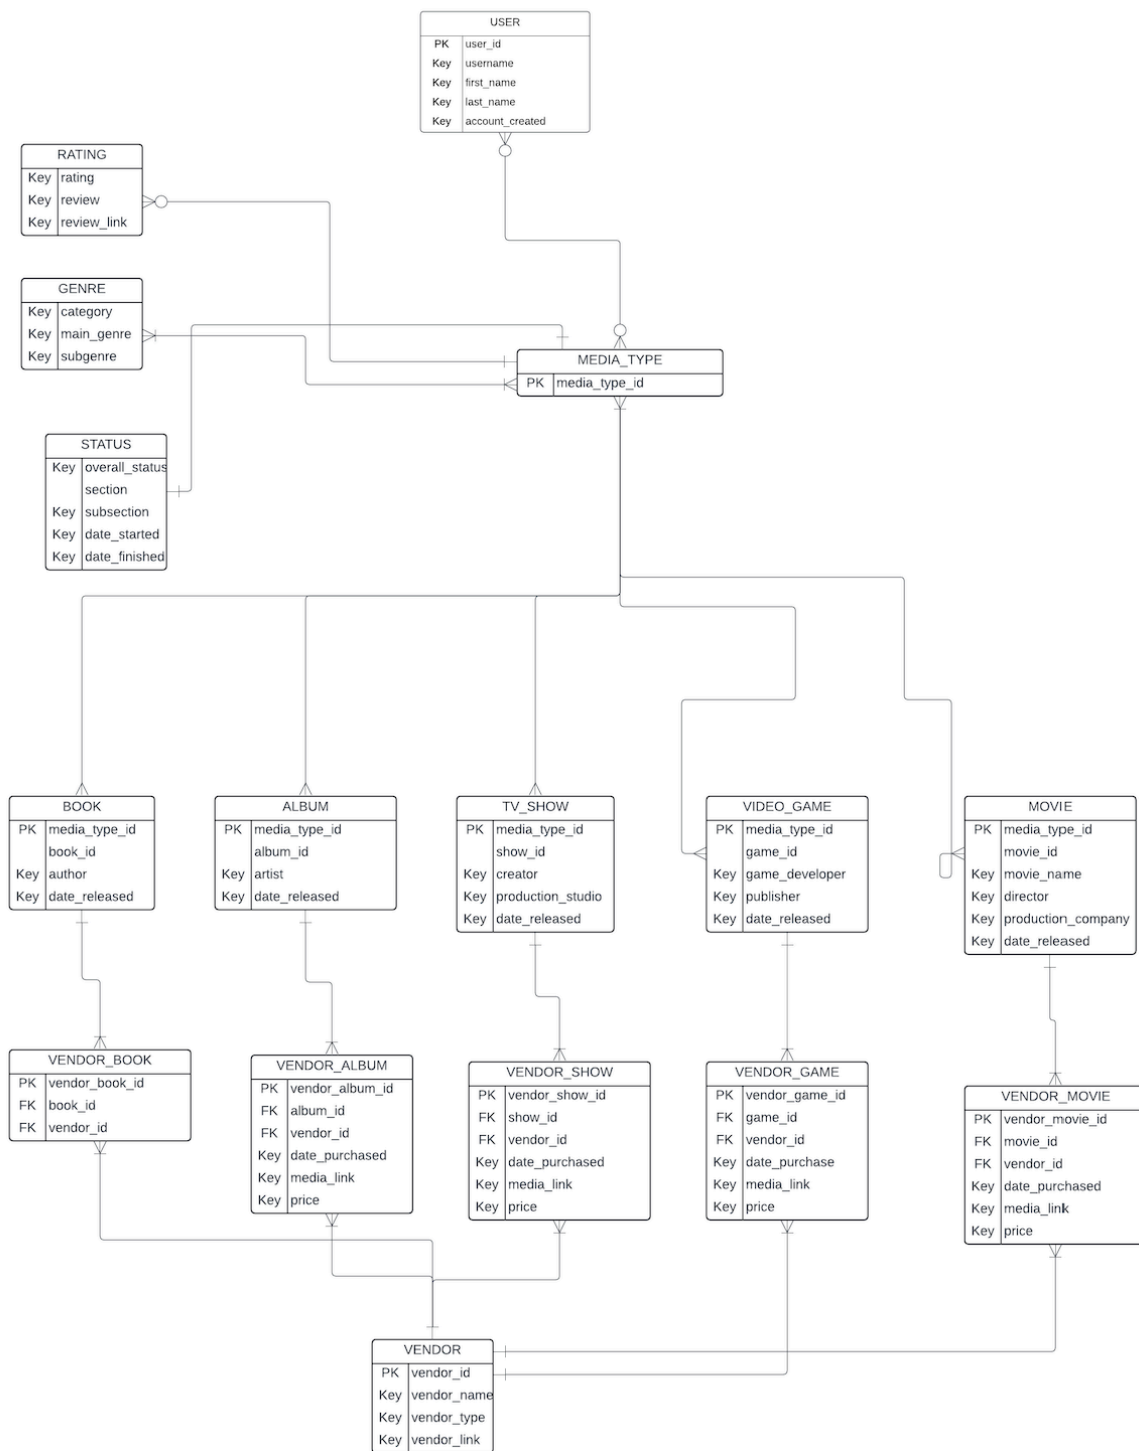 USER
PK user_id
Key username
Key first_name
Key last_name
Key account_created
RATING
Key rating
Key review
Key review_link
GENRE
Key category
Key main_genre
Key subgenre
MEDIA_TYPE
PK media_type_id
STATUS
Key overall_status
section
Key subsection
Key date_started
Key date_finished
BOOK
PK media_type_id
book_id
Key author
Key date_released
ALBUM
PK media_type_id
album_id
Key artist
Key date_released
TV_SHOW
PK media_type_id
show_id
Key creator
Key production_studio
Key date_released
VIDEO_GAME
PK media_type_id
game_id
Key game_developer
Key publisher
Key date_released
MOVIE
PK media_type_id
movie_id
Key movie_name
Key director
Key production_company
Key date_released
VENDOR_BOOK
PK vendor_book_id
FK book_id
FK vendor_id
VENDOR_ALBUM
PK vendor_album_id
FK album_id
FK vendor_id
Key date_purchased
Key media_link
Key price
VENDOR_SHOW
PK vendor_show_id
FK show_id
FK vendor_id
Key date_purchased
Key media_link
Key price
VENDOR_GAME
PK vendor_game_id
FK game_id
FK vendor_id
Key date_purchase
Key media_link
Key price
VENDOR_MOVIE
PK vendor_movie_id
FK movie_id
FK vendor_id
Key date_purchased
Key media_link
Key price
VENDOR
PK vendor_id
Key vendor_name
Key vendor_type
Key vendor_link